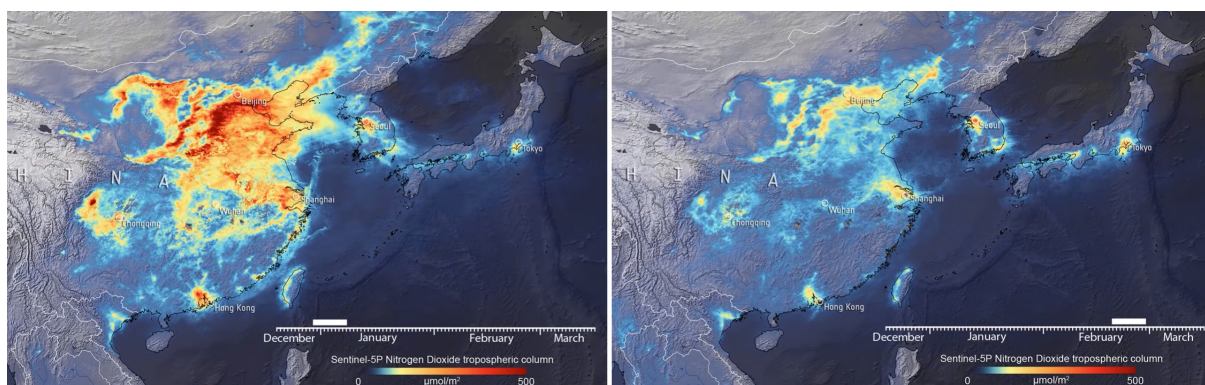 Beijing
Seoul
Tokyo
H I N A
Shanghai
Wuhan
Chongqing
Hong Kong
December January February March
Sentinel-5P Nitrogen Dioxide tropospheric column
0 µmol/m² 500
Beijing
Seoul
Tokyo
H I N A
Shanghai
Wuhan
Chongqing
Hong Kong
December January February March
Sentinel-5P Nitrogen Dioxide tropospheric column
0 µmol/m² 500